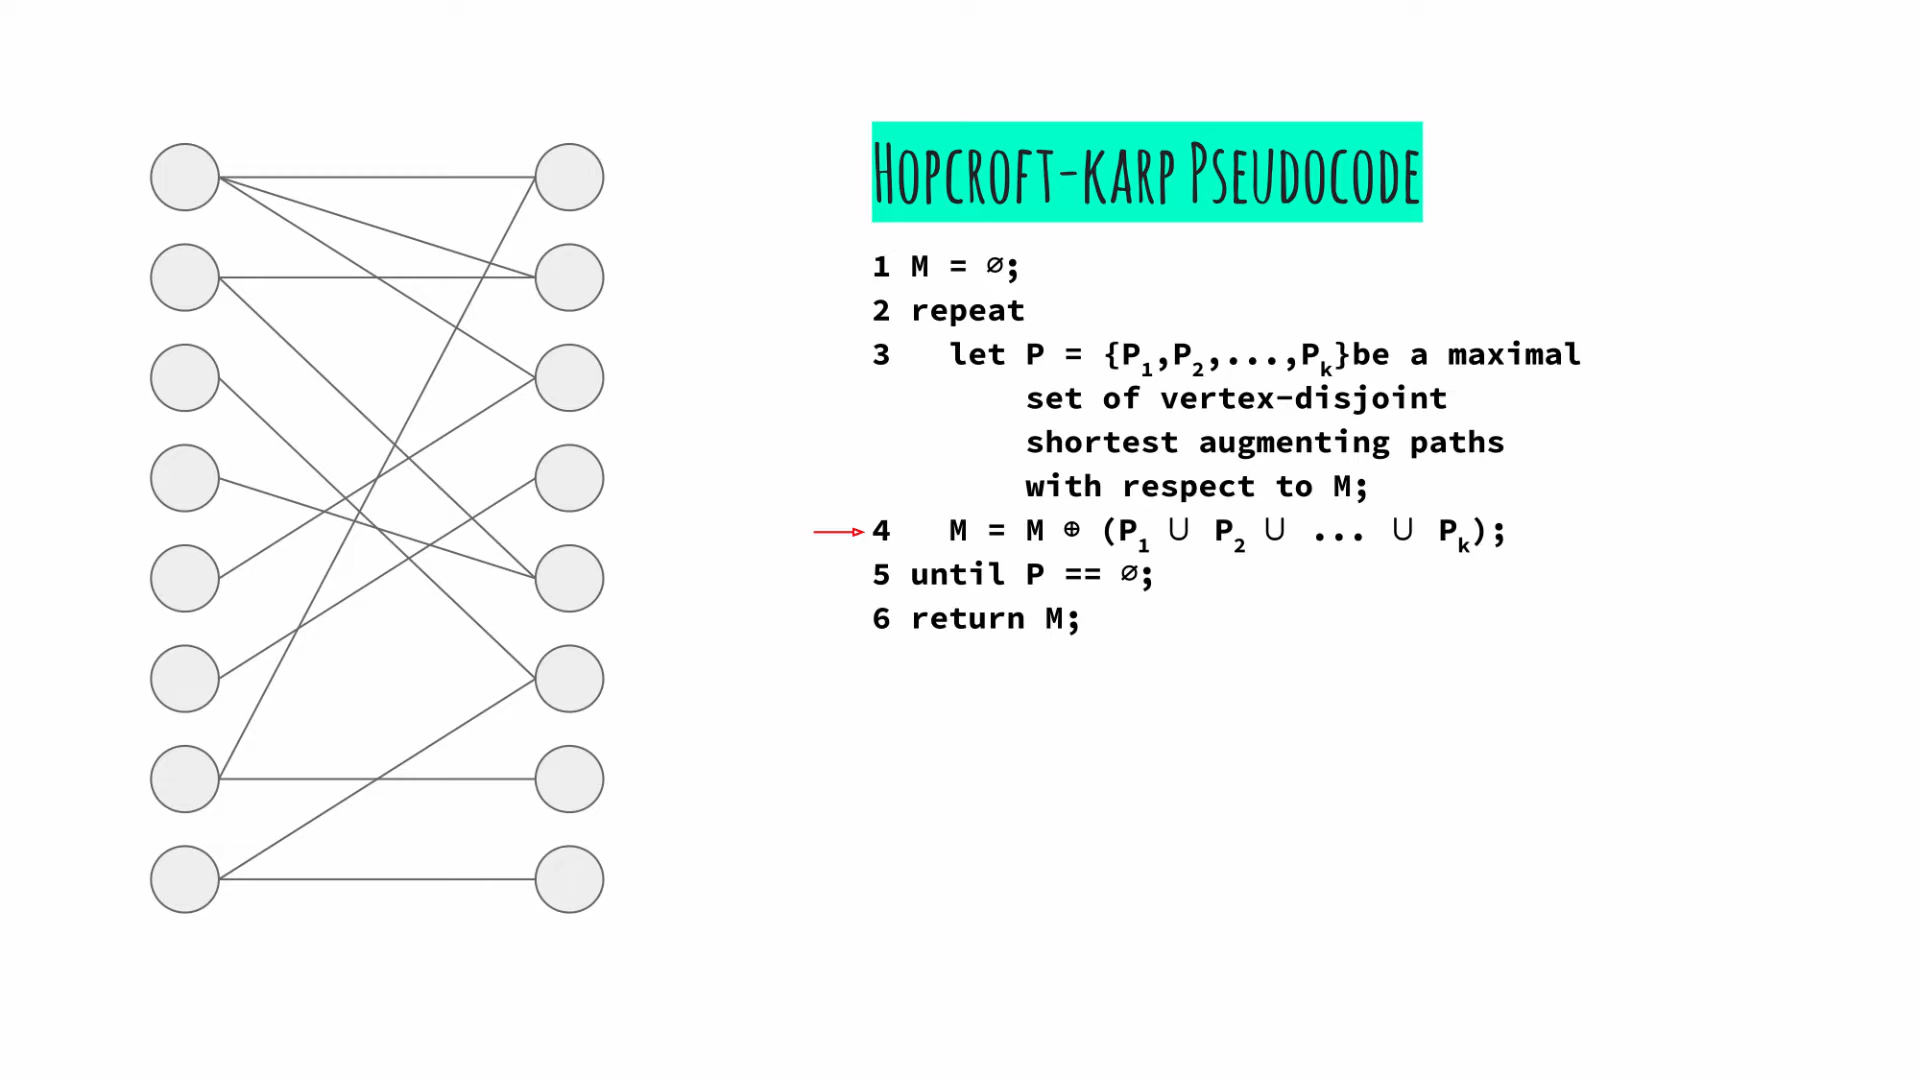 HOPCROFT-KARP PSEUDOCODE
1 M = ∅;
2 repeat
3 let P = {P₁,P₂,...,Pₖ}be a maximal
set of vertex-disjoint
shortest augmenting paths
with respect to M;
4 M = M ⊕ (P₁ ∪ P₂ ∪ ... ∪ Pₖ);
5 until P == ∅;
6 return M;